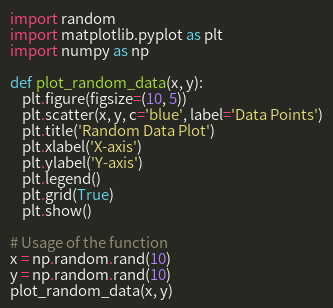 import random
import matplotlib.pyplot as plt
import numpy as np

def plot_random_data(x, y):
    plt.figure(figsize=(10, 5))
    plt.scatter(x, y, c='blue', label='Data Points')
    plt.title('Random Data Plot')
    plt.xlabel('X-axis')
    plt.ylabel('Y-axis')
    plt.legend()
    plt.grid(True)
    plt.show()

# Usage of the function
x = np.random.rand(10)
y = np.random.rand(10)
plot_random_data(x, y)